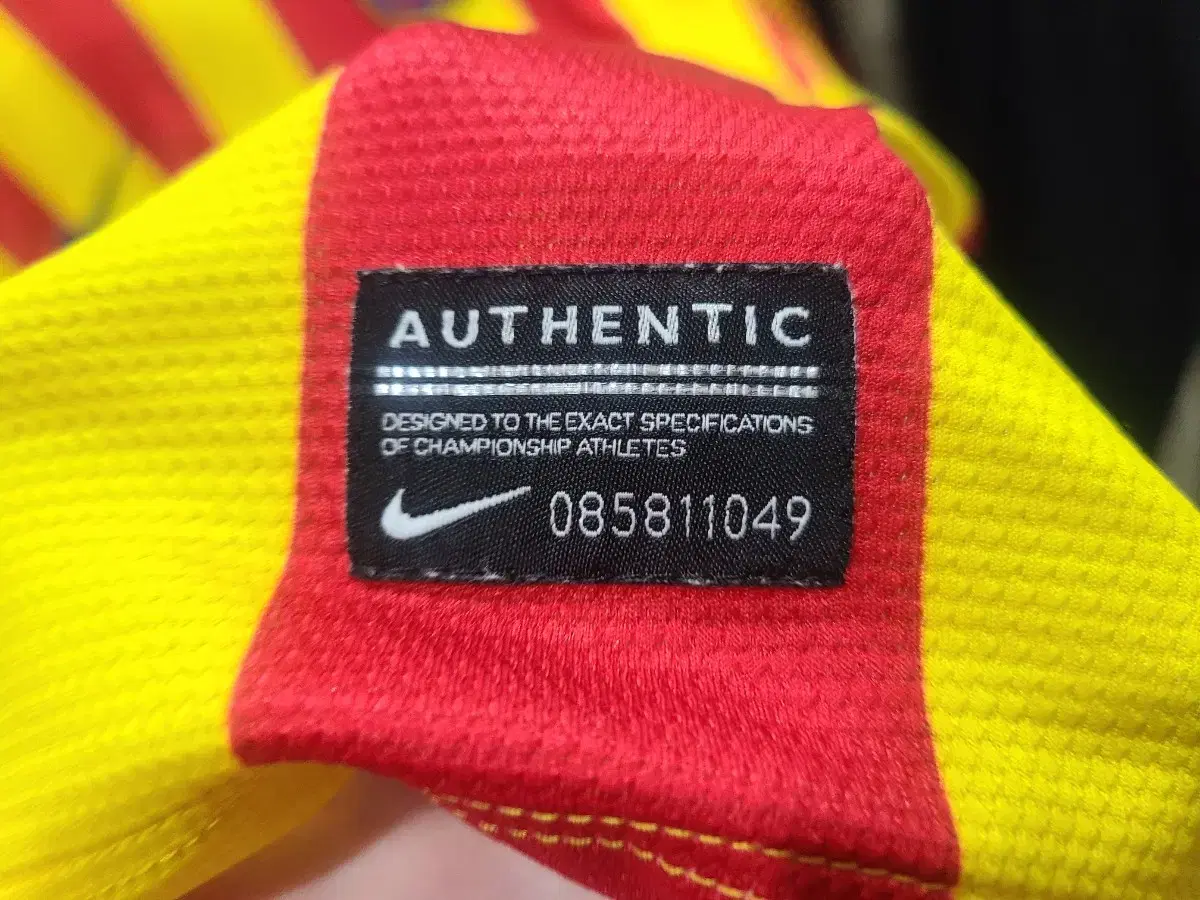 AUTHENTIC
DESIGNED TO THE EXACT SPECIFICATIONS
OF CHAMPIONSHIP ATHLETES
085811049